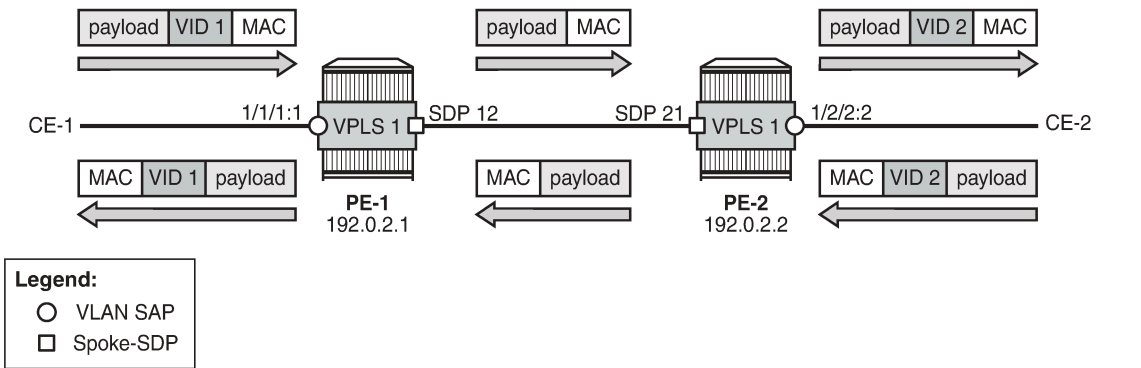 payload VID 1 MAC
payload MAC
payload VID 2 MAC
CE-1
1/1/1:1
VPLS 1
SDP 12
SDP 21
VPLS 1
1/2/2:2
CE-2
MAC VID 1 payload
PE-1
192.0.2.1
MAC payload
PE-2
192.0.2.2
MAC VID 2 payload
Legend:
VLAN SAP
Spoke-SDP